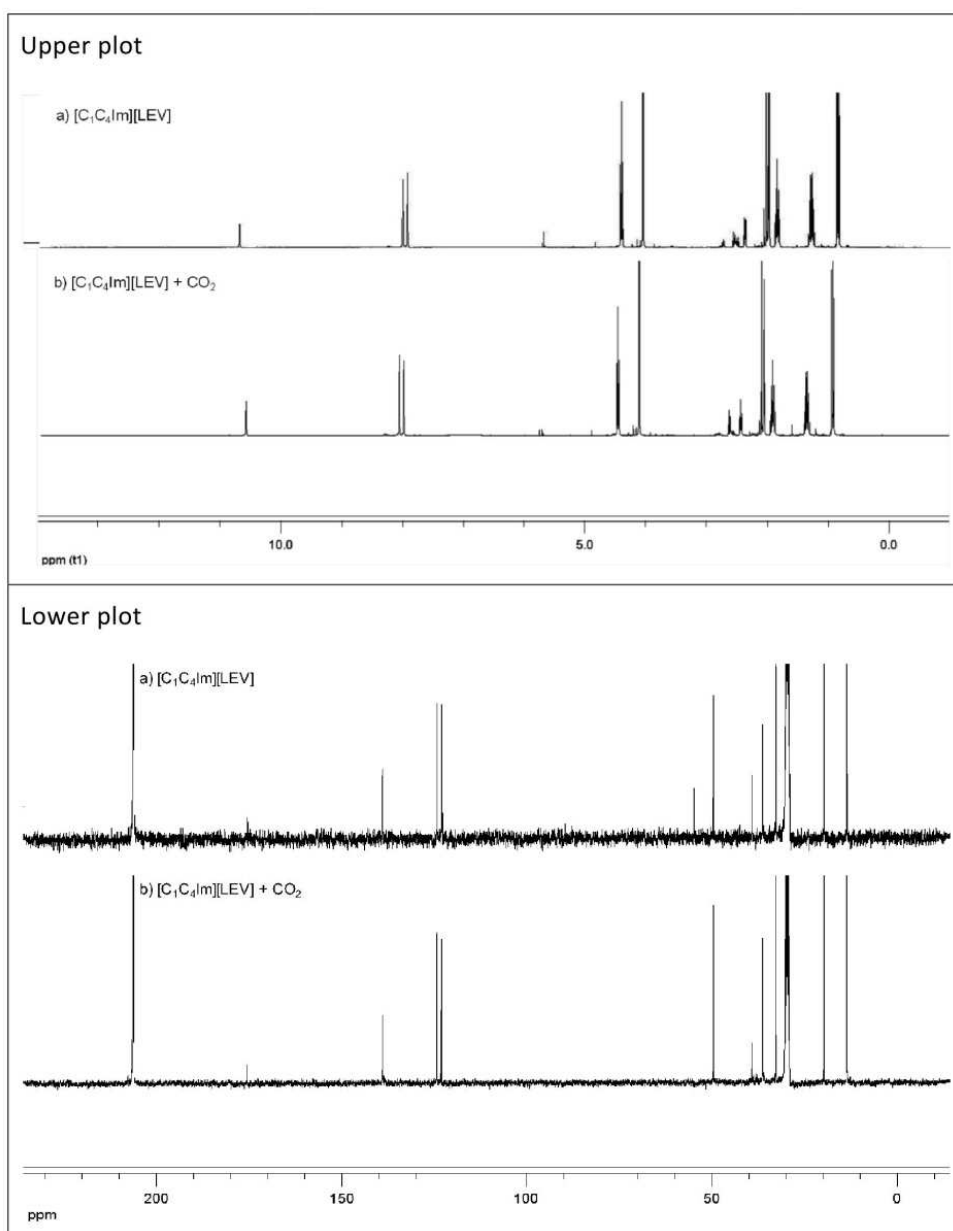 Upper plot
a) [C₁C₄Im][LEV]
b) [C₁C₄Im][LEV] + CO₂
10.0 5.0 0.0
ppm (t1)
Lower plot
a) [C₁C₄Im][LEV]
b) [C₁C₄Im][LEV] + CO₂
200 150 100 50 0
ppm